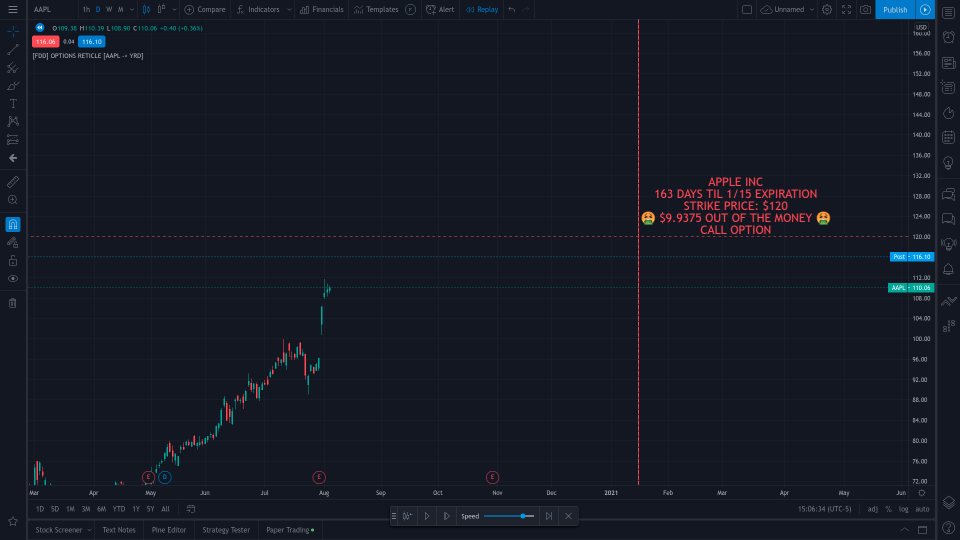 AAPL 1h D W M Compare Indicators Financials Templates Alert Replay Unnamed Publish
O109.38 H110.39 L108.90 C110.06 +0.40 (+0.36%)
116.06 0.04 116.10
[FDD] OPTIONS RETICLE [AAPL -= YRD]
USD
160.00
156.00
152.00
148.00
144.00
140.00
136.00
132.00
128.00
124.00
120.00
APPLE INC
163 DAYS TIL 1/15 EXPIRATION
STRIKE PRICE: $120
🤮 $9.9375 OUT OF THE MONEY 🤮
CALL OPTION
Post 116.10
112.00
AAPL 110.06
108.00
104.00
100.00
96.00
92.00
88.00
84.00
80.00
76.00
72.00
E D E E
Mar Apr May Jun Jul Aug Sep Oct Nov Dec 2021 Feb Mar Apr May Jun
1D 5D 1M 3M 6M YTD 1Y 5Y All
15:06:34 (UTC-5) adj % log auto
Speed
Stock Screener Text Notes Pine Editor Strategy Tester Paper Trading